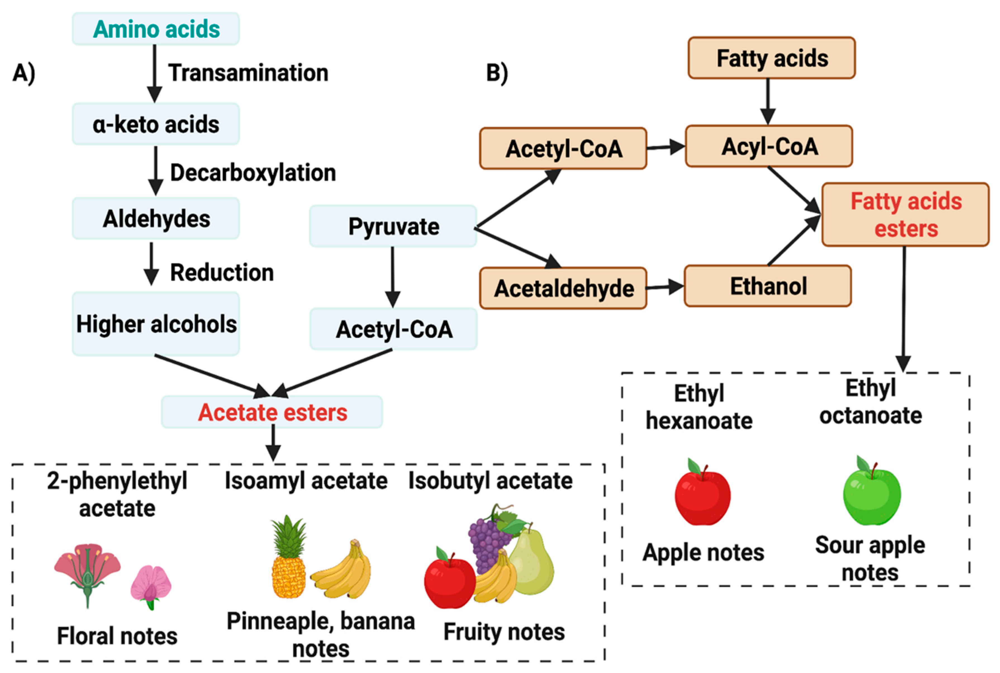 A)
Amino acids
Transamination
α-keto acids
Decarboxylation
Aldehydes
Reduction
Higher alcohols
Pyruvate
Acetyl-CoA
Acetate esters
2-phenylethyl
acetate
Floral notes
Isoamyl acetate
Pinneaple, banana
notes
Isobutyl acetate
Fruity notes
B)
Fatty acids
Acetyl-CoA
Acyl-CoA
Acetaldehyde
Ethanol
Fatty acids
esters
Ethyl
hexanoate
Apple notes
Ethyl
octanoate
Sour apple
notes